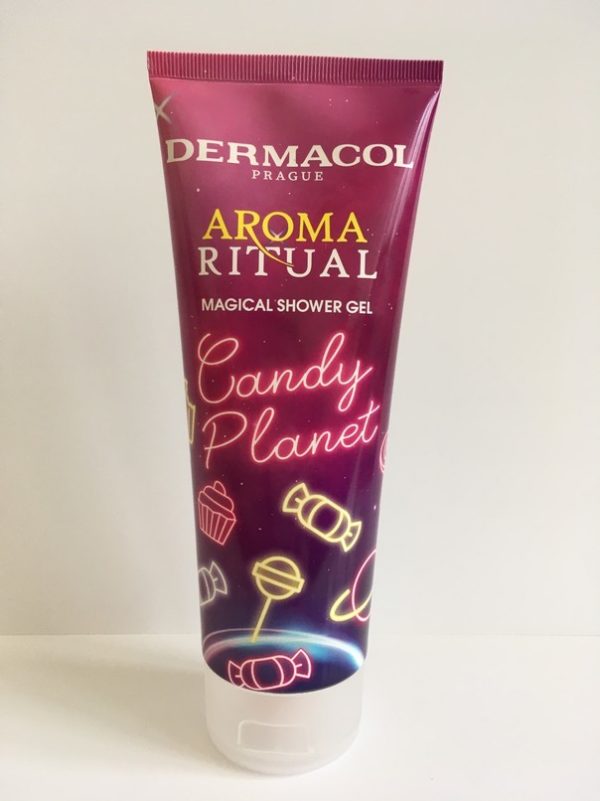 DERMACOL
PRAGUE
AROMA
RITUAL
MAGICAL SHOWER GEL
Candy
Planet